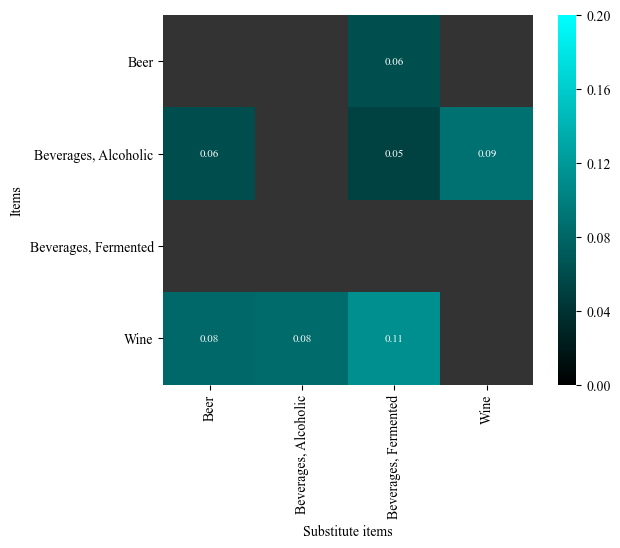 0.20
Beer
0.06
0.16
Beverages, Alcoholic
0.06
0.05
0.09
0.12
Items
0.08
Beverages, Fermented
0.04
Wine
0.08
0.08
0.11
0.00
Beer
Beverages, Alcoholic
Beverages, Fermented
Wine
Substitute items